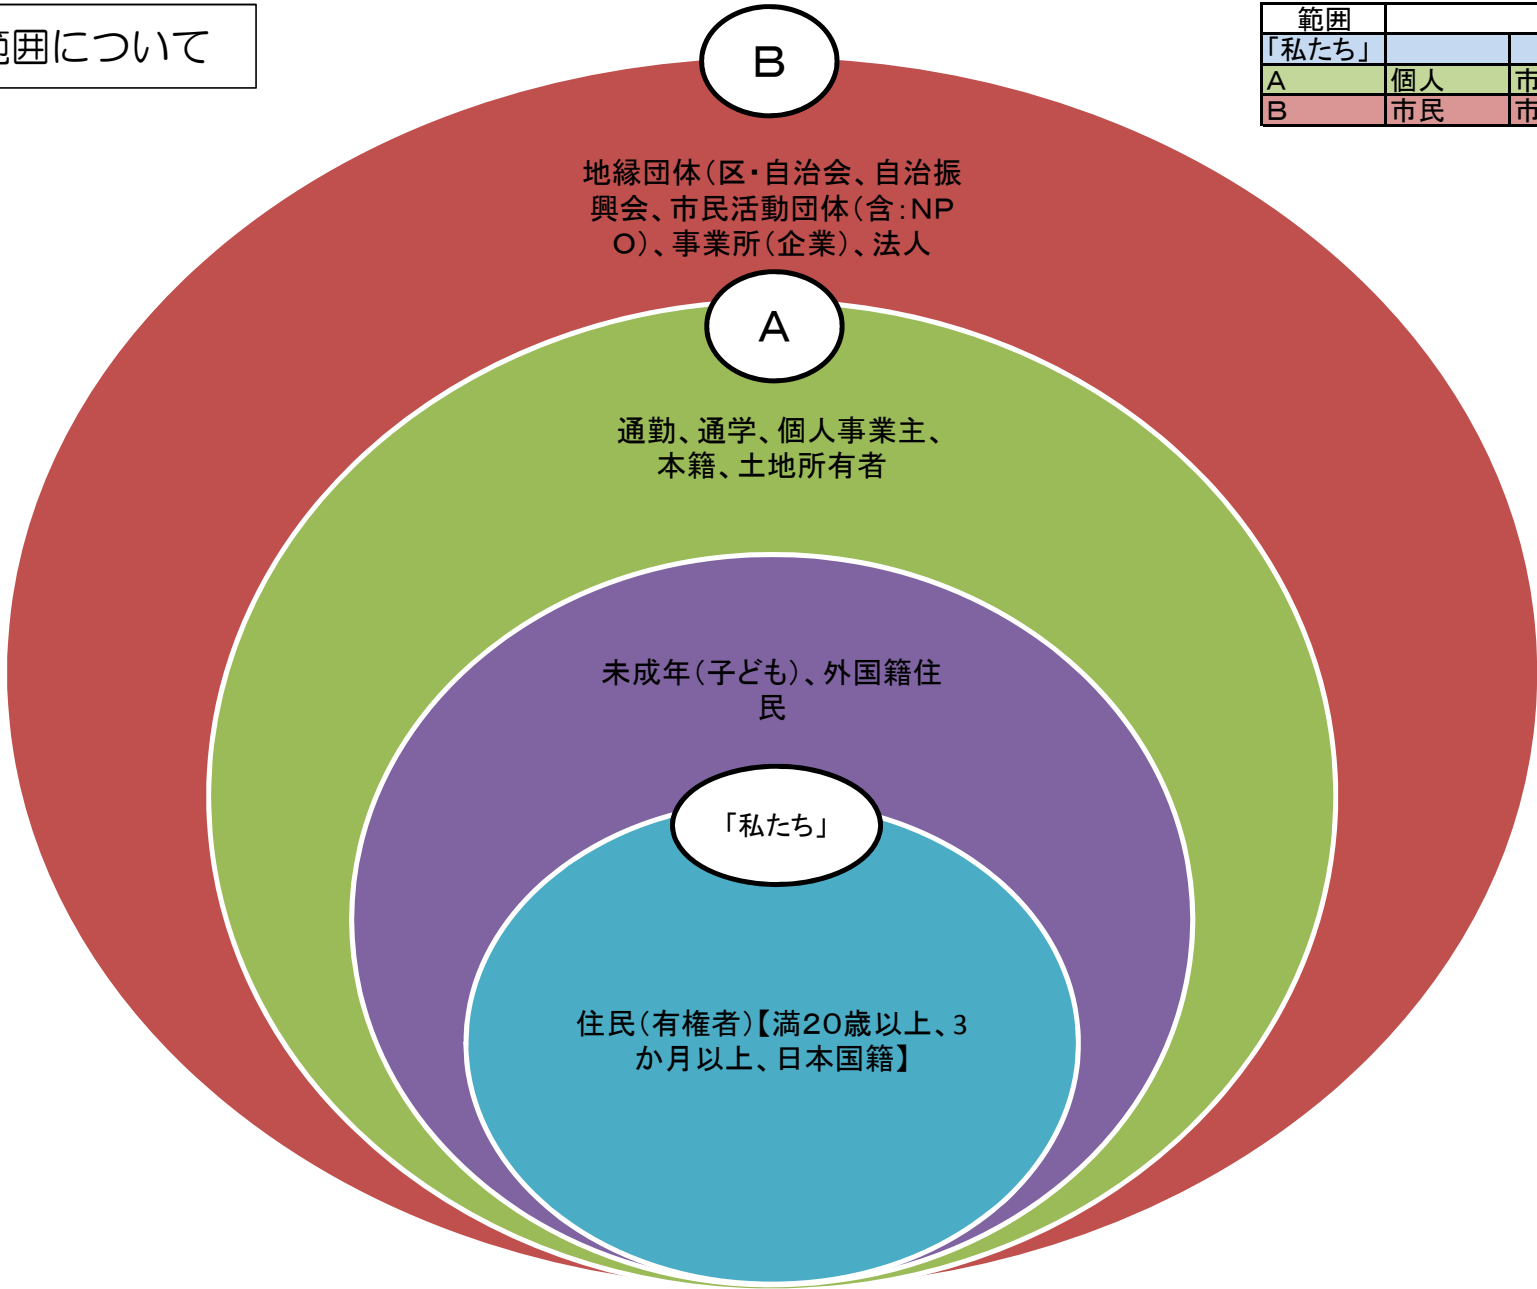 範囲について
範囲
「私たち」
A 個人 市
B 市民 市
B
地縁団体(区・自治会、自治振
興会、市民活動団体(含:NP
O)、事業所(企業)、法人
A
通勤、通学、個人事業主、
本籍、土地所有者
未成年(子ども)、外国籍住
民
「私たち」
住民(有権者)【満20歳以上、3
か月以上、日本国籍】